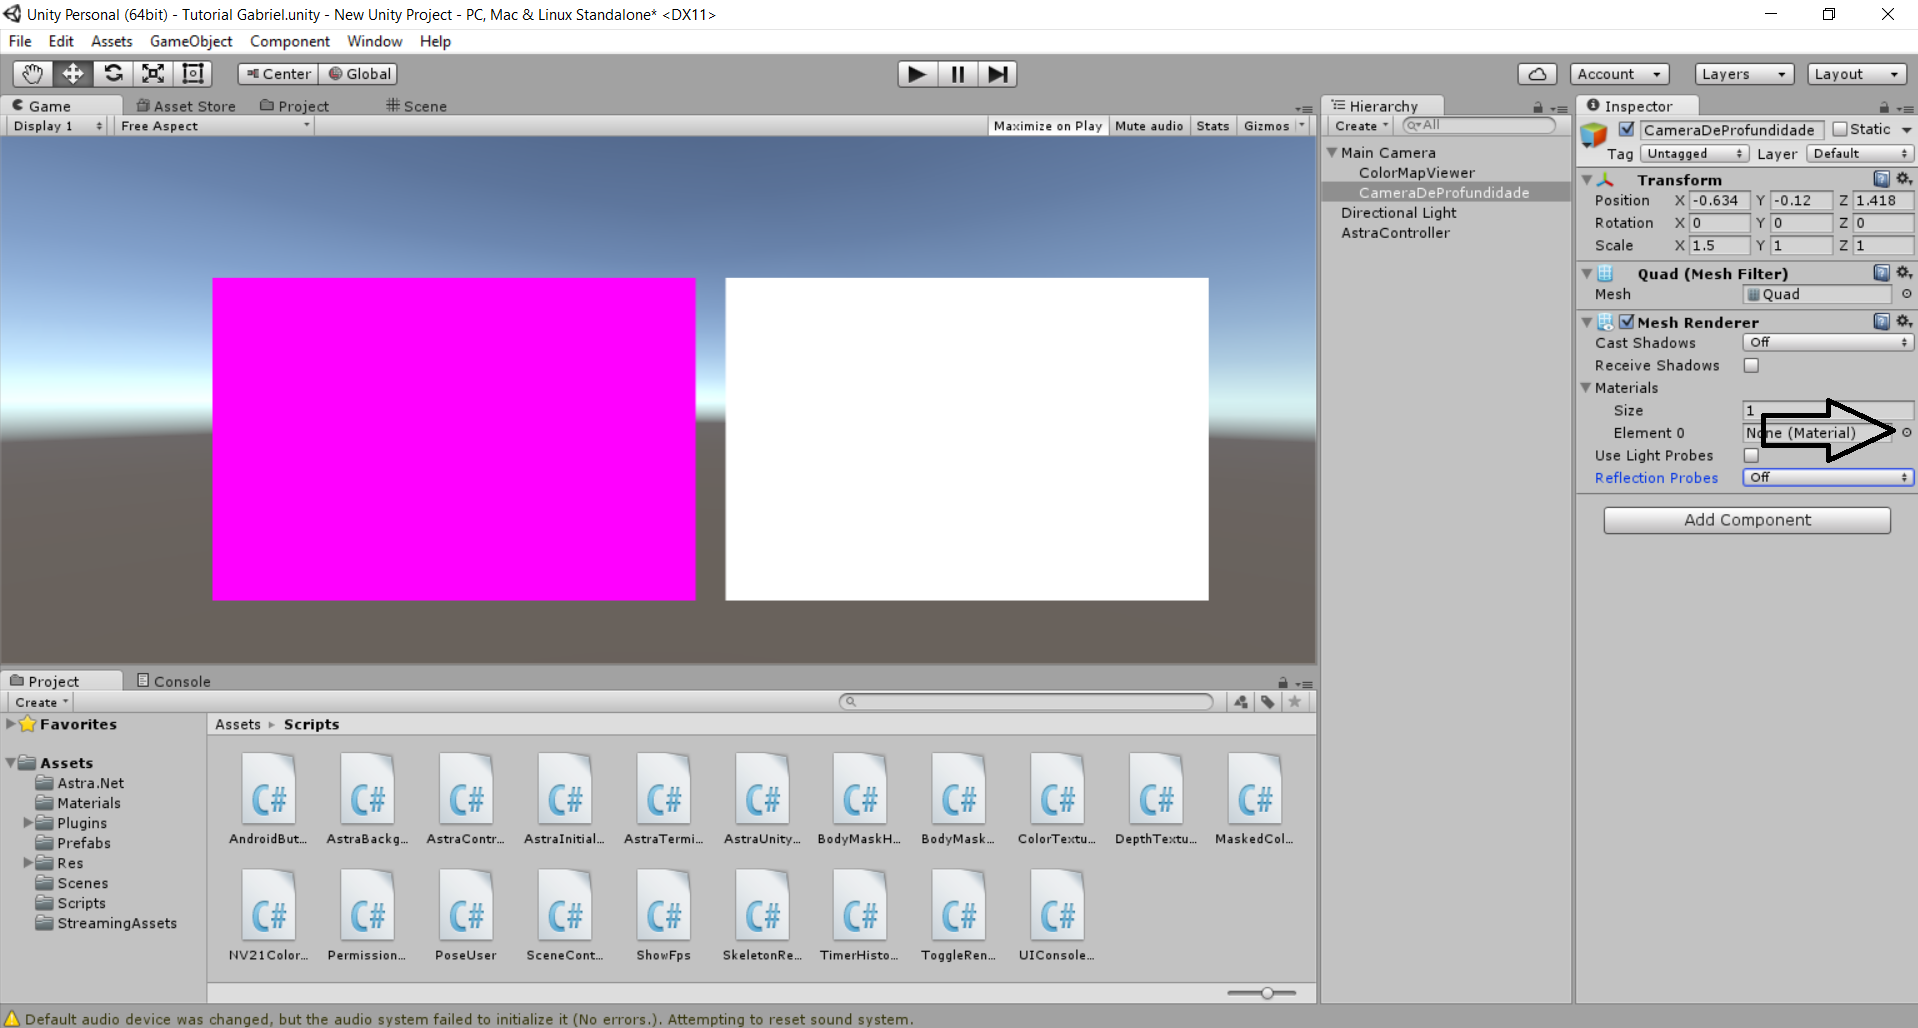 Unity Personal (64bit) - Tutorial Gabriel.unity - New Unity Project - PC, Mac & Linux Standalone* <DX11>
File Edit Assets GameObject Component Window Help
Center Global
Account Layers Layout
Game Asset Store Project Scene
Display 1 Free Aspect Maximize on Play Mute audio Stats Gizmos
Hierarchy
Create All
Main Camera
ColorMapViewer
CameraDeProfundidade
Directional Light
AstraController
Inspector
CameraDeProfundidade Static
Tag Untagged Layer Default
Transform
Position X -0.634 Y -0.12 Z 1.418
Rotation X 0 Y 0 Z 0
Scale X 1.5 Y 1 Z 1
Quad (Mesh Filter)
Mesh Quad
Mesh Renderer
Cast Shadows Off
Receive Shadows
Materials
Size 1
Element 0 None (Material)
Use Light Probes
Reflection Probes Off
Add Component
Project Console
Create
Favorites
Assets
Astra.Net
Materials
Plugins
Prefabs
Res
Scenes
Scripts
StreamingAssets
Assets Scripts
C# C# C# C# C# C# C# C# C# C# C#
AndroidBut... AstraBackg... AstraContr... AstraInitial... AstraTermi... AstraUnity... BodyMaskH... BodyMask... ColorTextu... DepthTextu... MaskedCol...
C# C# C# C# C# C# C# C# C#
NV21Color... Permission... PoseUser SceneCont... ShowFps SkeletonRe... TimerHisto... ToggleRen... UIConsole...
Default audio device was changed, but the audio system failed to initialize it (No errors.). Attempting to reset sound system.